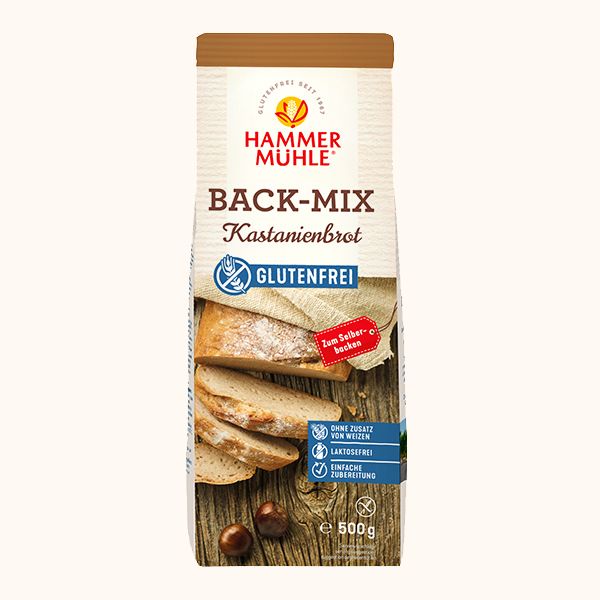 GLUTENFREI SEIT 1967
HAMMER
MÜHLE®
BACK-MIX
Kastanienbrot
GLUTENFREI
Zum Selber-
backen
OHNE ZUSATZ
VON WEIZEN
LAKTOSEFREI
EINFACHE
ZUBEREITUNG
℮ 500 g